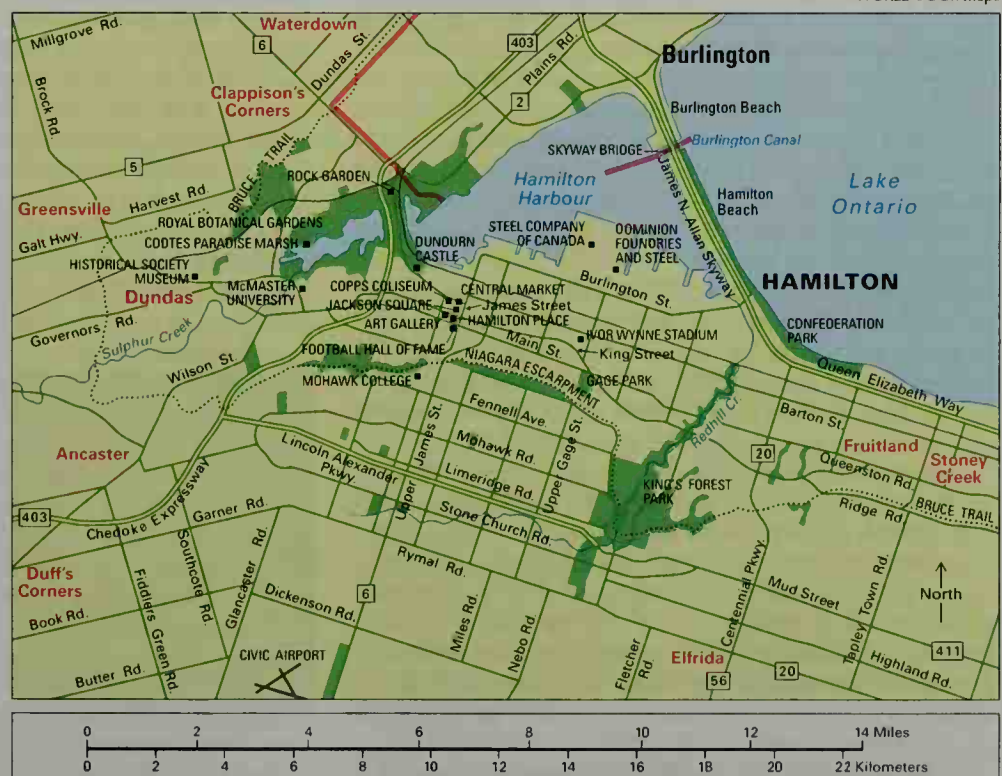 Maps
Millgrove Rd.
6
Waterdown
Dundas St.
403
Plains Rd.
Burlington
Brock Rd.
Clappison's
Corners
2
Burlington Beach
SKYWAY BRIDGE
Burlington Canal
5
BRUCE TRAIL
ROCK GARDEN
Harvest Rd.
Greensville
Galt Hwy.
Hamilton
Harbour
James N. Allan Skyway
Hamilton
Beach
Lake
Ontario
ROYAL BOTANICAL GARDENS
COOTES PARADISE MARSH
HISTORICAL SOCIETY
MUSEUM
Dundas
McMASTER
UNIVERSITY
DUNDURN
CASTLE
STEEL COMPANY
OF CANADA
DOMINION
FOUNDRIES
AND STEEL
HAMILTON
Burlington St.
COPPS COLISEUM
CENTRAL MARKET
JACKSON SQUARE
James Street
ART GALLERY
HAMILTON PLACE
Governors Rd.
Sulphur Creek
FOOTBALL HALL OF FAME
Main St.
IVOR WYNNE STADIUM
King Street
CONFEDERATION
PARK
Wilson St.
MOHAWK COLLEGE
NIAGARA ESCARPMENT
GAGE PARK
Queen Elizabeth Way
Redhill Cr.
Fennell Ave.
Barton St.
Ancaster
Lincoln Alexander
Pkwy.
Upper James St.
Mohawk Rd.
Limeridge Rd.
Upper Gage St.
20
Fruitland
Queenston Rd.
Stoney
Creek
KING'S FOREST
PARK
403
Chedoke Expressway
Garner Rd.
Stone Church Rd.
Ridge Rd.
BRUCE TRAIL
Southcote Rd.
Glancaster Rd.
Rymal Rd.
Duff's
Corners
Fiddlers Green Rd.
Book Rd.
Dickenson Rd.
6
Miles Rd.
Nebo Rd.
Centennial Pkwy.
Mud Street
Tapley Town Rd.
North
Butter Rd.
CIVIC AIRPORT
Fletcher
Rd.
Elfrida
56
20
Highland Rd.
411
0 2 4 6 8 10 12 14 Miles
0 2 4 6 8 10 12 14 16 18 20 22 Kilometers